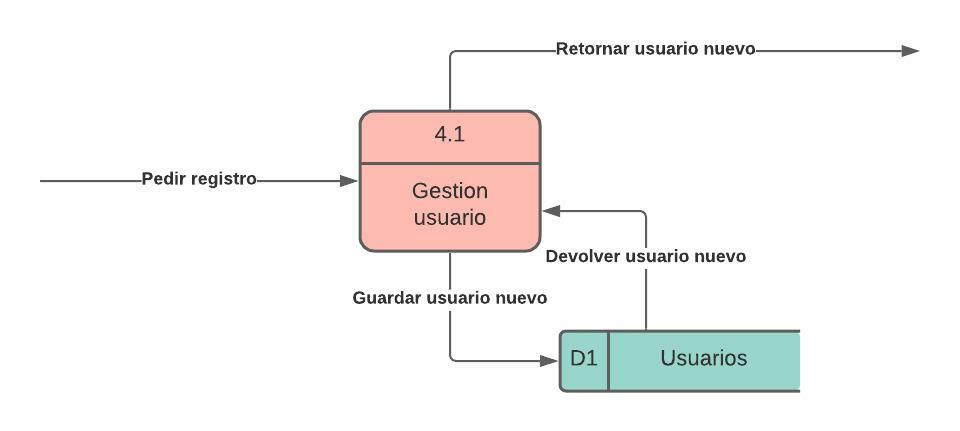 Retornar usuario nuevo
4.1
Pedir registro
Gestion
usuario
Devolver usuario nuevo
Guardar usuario nuevo
D1
Usuarios